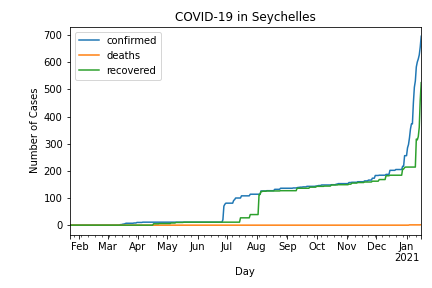 COVID-19 in Seychelles
confirmed
deaths
recovered
Number of Cases
700
600
500
400
300
200
100
0
Feb Mar Apr May Jun Jul Aug Sep Oct Nov Dec Jan
2021
Day